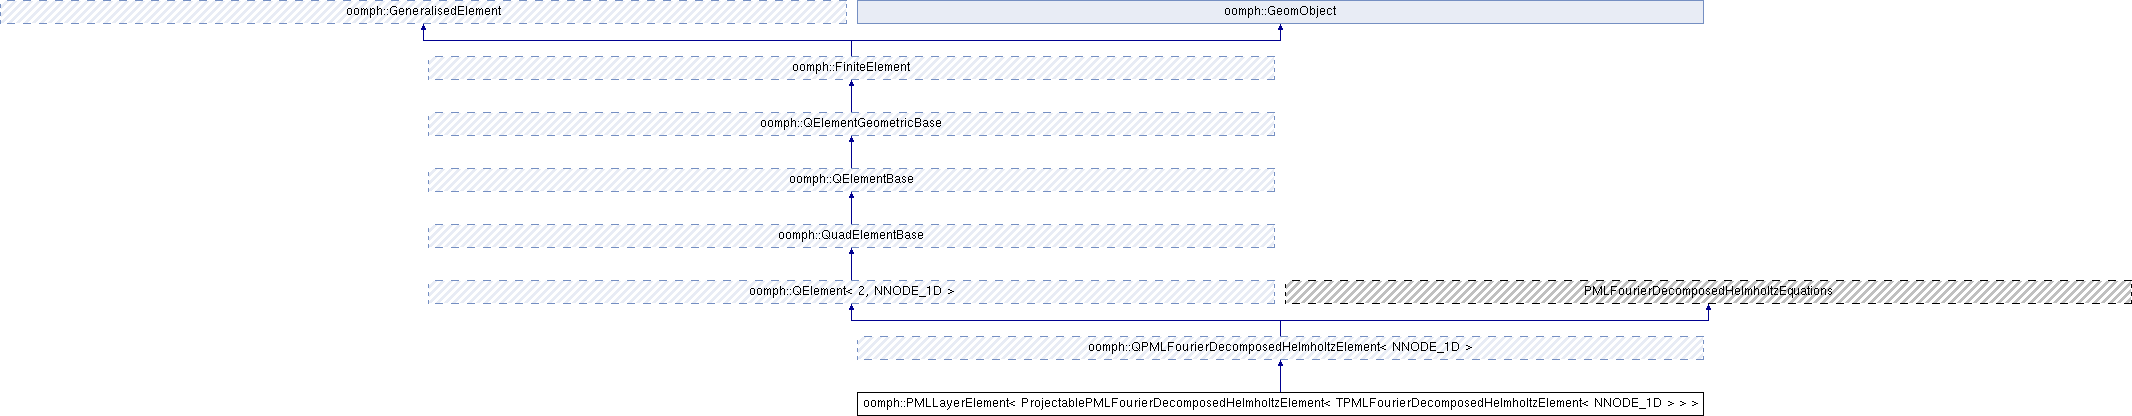 oomph::GeneralisedElement
oomph::GeomObject
oomph::FiniteElement
oomph::QElementGeometricBase
oomph::QElementBase
oomph::QuadElementBase
oomph::QElement< 2, NNODE_1D >
PMLFourierDecomposedHelmholtzEquations
oomph::QPMLFourierDecomposedHelmholtzElement< NNODE_1D >
oomph::PMLLayerElement< ProjectablePMLFourierDecomposedHelmholtzElement< TPMLFourierDecomposedHelmholtzElement< NNODE_1D > > >